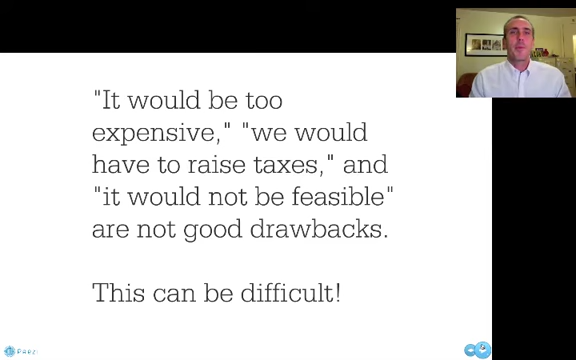 "It would be too
expensive," "we would
have to raise taxes," and
"it would not be feasible"
are not good drawbacks.
This can be difficult!